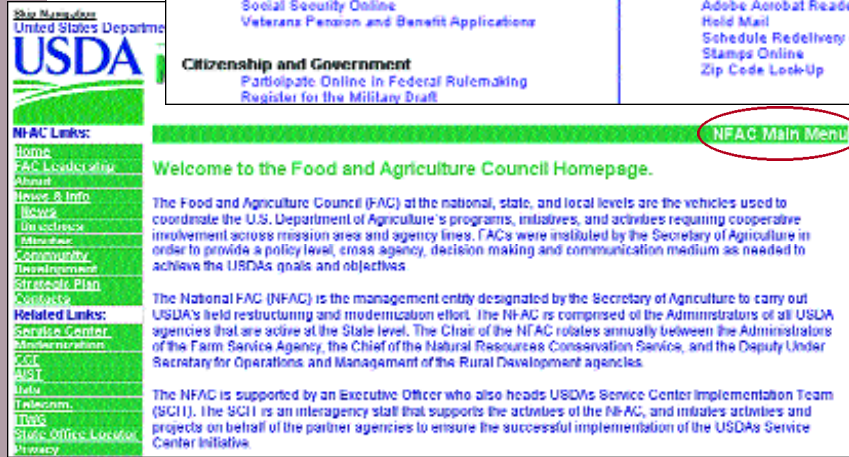 Social Security Online
Veterans Pension and Benefit Applications
Citizenship and Government
Participate Online in Federal Rulemaking
Register for the Military Draft
Adobe Acrobat Reade
Hold Mail
Schedule Redelivery
Stamps Online
Zip Code Look-Up
Skip Navigation
United States Departme
USDA
NFAC Links:
Home
FAC Leadership
About
News & Info
News
Directives
Minutes
Community
Development
Strategic Plan
Contacts
Related Links:
Service Center
Modernization
CCE
AIST
Data
Telecom.
ITWG
State Office Locator
Privacy
NFAC Main Menu
Welcome to the Food and Agriculture Council Homepage.
The Food and Agriculture Council (FAC) at the national, state, and local levels are the vehicles used to
coordinate the U.S. Department of Agriculture's programs, initiatives, and activities requiring cooperative
involvement across mission area and agency lines. FACs were instituted by the Secretary of Agriculture in
order to provide a policy level, cross agency, decision making and communication medium as needed to
achieve the USDAs goals and objectives.
The National FAC (NFAC) is the management entity designated by the Secretary of Agriculture to carry out
USDA's field restructuring and modernization effort. The NFAC is comprised of the Administrators of all USDA
agencies that are active at the State level. The Chair of the NFAC rotates annually between the Administrators
of the Farm Service Agency, the Chief of the Natural Resources Conservation Service, and the Deputy Under
Secretary for Operations and Management of the Rural Development agencies.
The NFAC is supported by an Executive Officer who also heads USDAs Service Center Implementation Team
(SCIT). The SCIT is an interagency staff that supports the activities of the NFAC, and initiates activities and
projects on behalf of the partner agencies to ensure the successful implementation of the USDAs Service
Center Initiative.